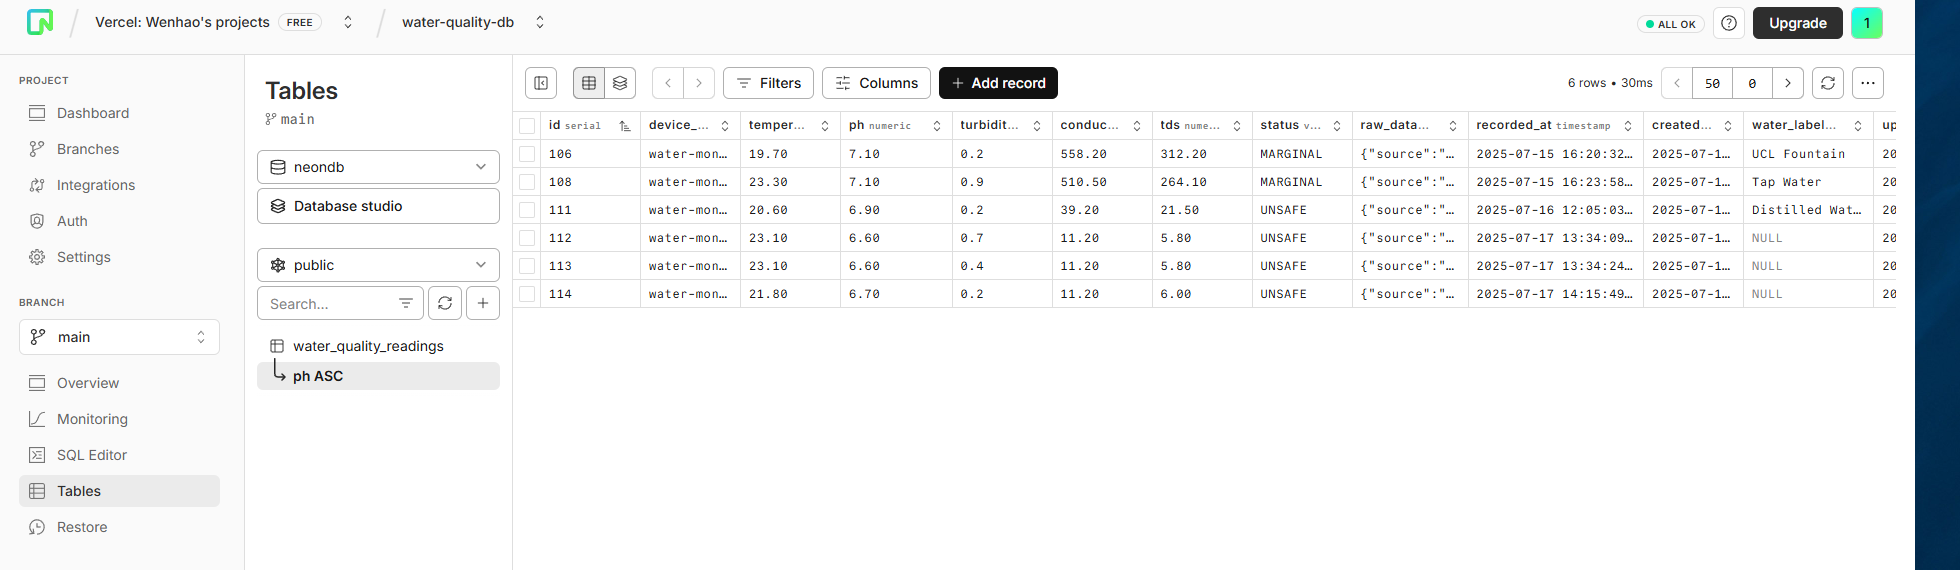 Vercel: Wenhao's projects FREE water-quality-db ALL OK Upgrade 1
PROJECT
Dashboard
Branches
Integrations
Auth
Settings
BRANCH
main
Overview
Monitoring
SQL Editor
Tables
Restore
Tables
main
neondb
Database studio
public
Search...
water_quality_readings
ph ASC
Filters Columns Add record 6 rows • 30ms 50 0
id serial device_... temper... ph numeric turbidit... conduc... tds nume... status v... raw_data... recorded_at timestamp created... water_label... up
106 water-mon... 19.70 7.10 0.2 558.20 312.20 MARGINAL {"source":"... 2025-07-15 16:20:32... 2025-07-1... UCL Fountain 20
108 water-mon... 23.30 7.10 0.9 510.50 264.10 MARGINAL {"source":"... 2025-07-15 16:23:58... 2025-07-1... Tap Water 20
111 water-mon... 20.60 6.90 0.2 39.20 21.50 UNSAFE {"source":"... 2025-07-16 12:05:03... 2025-07-1... Distilled Wat... 20
112 water-mon... 23.10 6.60 0.7 11.20 5.80 UNSAFE {"source":"... 2025-07-17 13:34:09... 2025-07-1... NULL 20
113 water-mon... 23.10 6.60 0.4 11.20 5.80 UNSAFE {"source":"... 2025-07-17 13:34:24... 2025-07-1... NULL 20
114 water-mon... 21.80 6.70 0.2 11.20 6.00 UNSAFE {"source":"... 2025-07-17 14:15:49... 2025-07-1... NULL 20